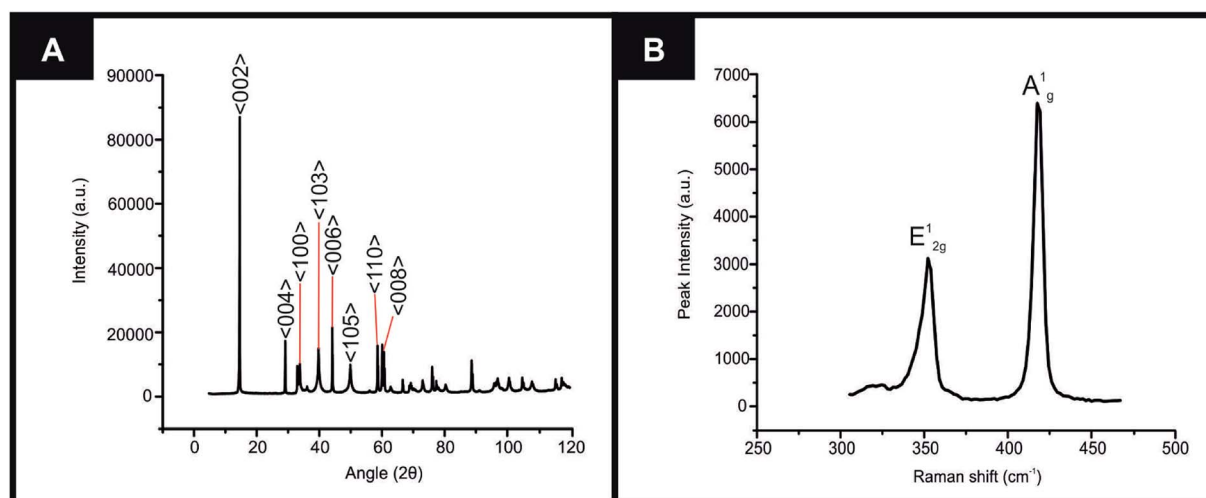 A
90000
80000
70000
60000
50000
40000
30000
20000
10000
0
Intensity (a.u.)
<002>
<004>
<100>
<103>
<006>
<105>
<110>
<008>
0 20 40 60 80 100 120
Angle (2θ)
B
7000
6000
5000
4000
3000
2000
1000
0
Peak Intensity (a.u.)
E¹₂g
A¹g
250 300 350 400 450 500
Raman shift (cm⁻¹)